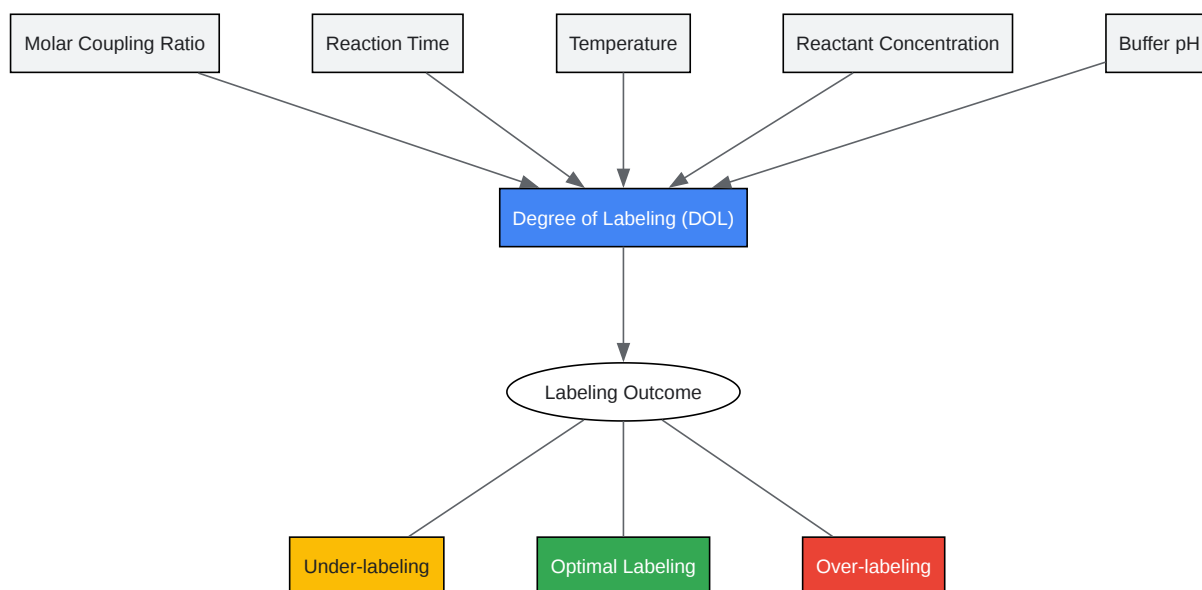 Molar Coupling Ratio
Reaction Time
Temperature
Reactant Concentration
Buffer pH
Degree of Labeling (DOL)
Labeling Outcome
Under-labeling
Optimal Labeling
Over-labeling